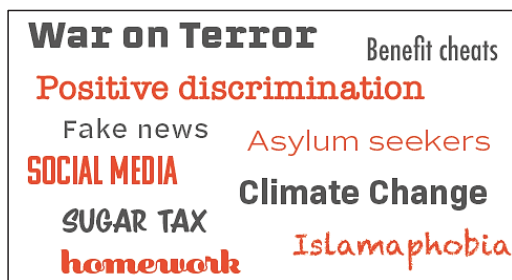 War on Terror
Benefit cheats
Positive discrimination
Fake news
Asylum seekers
SOCIAL MEDIA
Climate Change
SUGAR TAX
Islamaphobia
homework